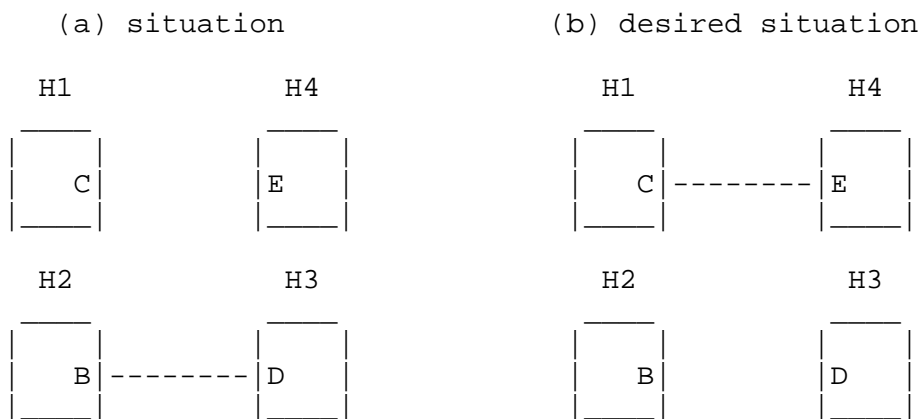 (a) situation (b) desired situation
H1 H4 H1 H4
C E C E
H2 H3 H2 H3
B D B D